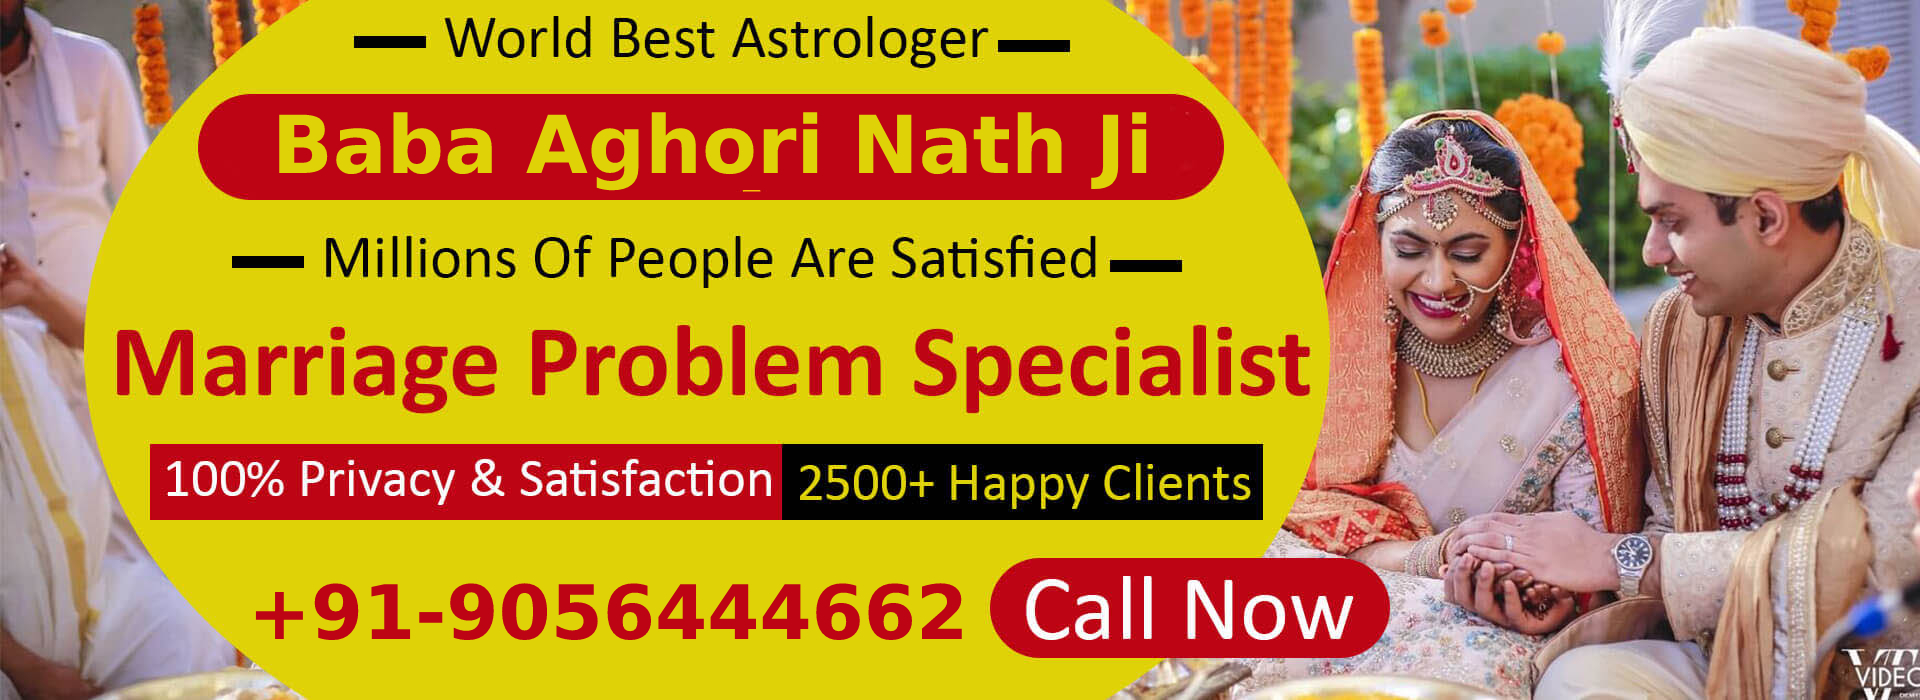 World Best Astrologer
Baba Aghori Nath Ji
Millions Of People Are Satisfied
Marriage Problem Specialist
100% Privacy & Satisfaction
2500+ Happy Clients
+91-9056444662
Call Now